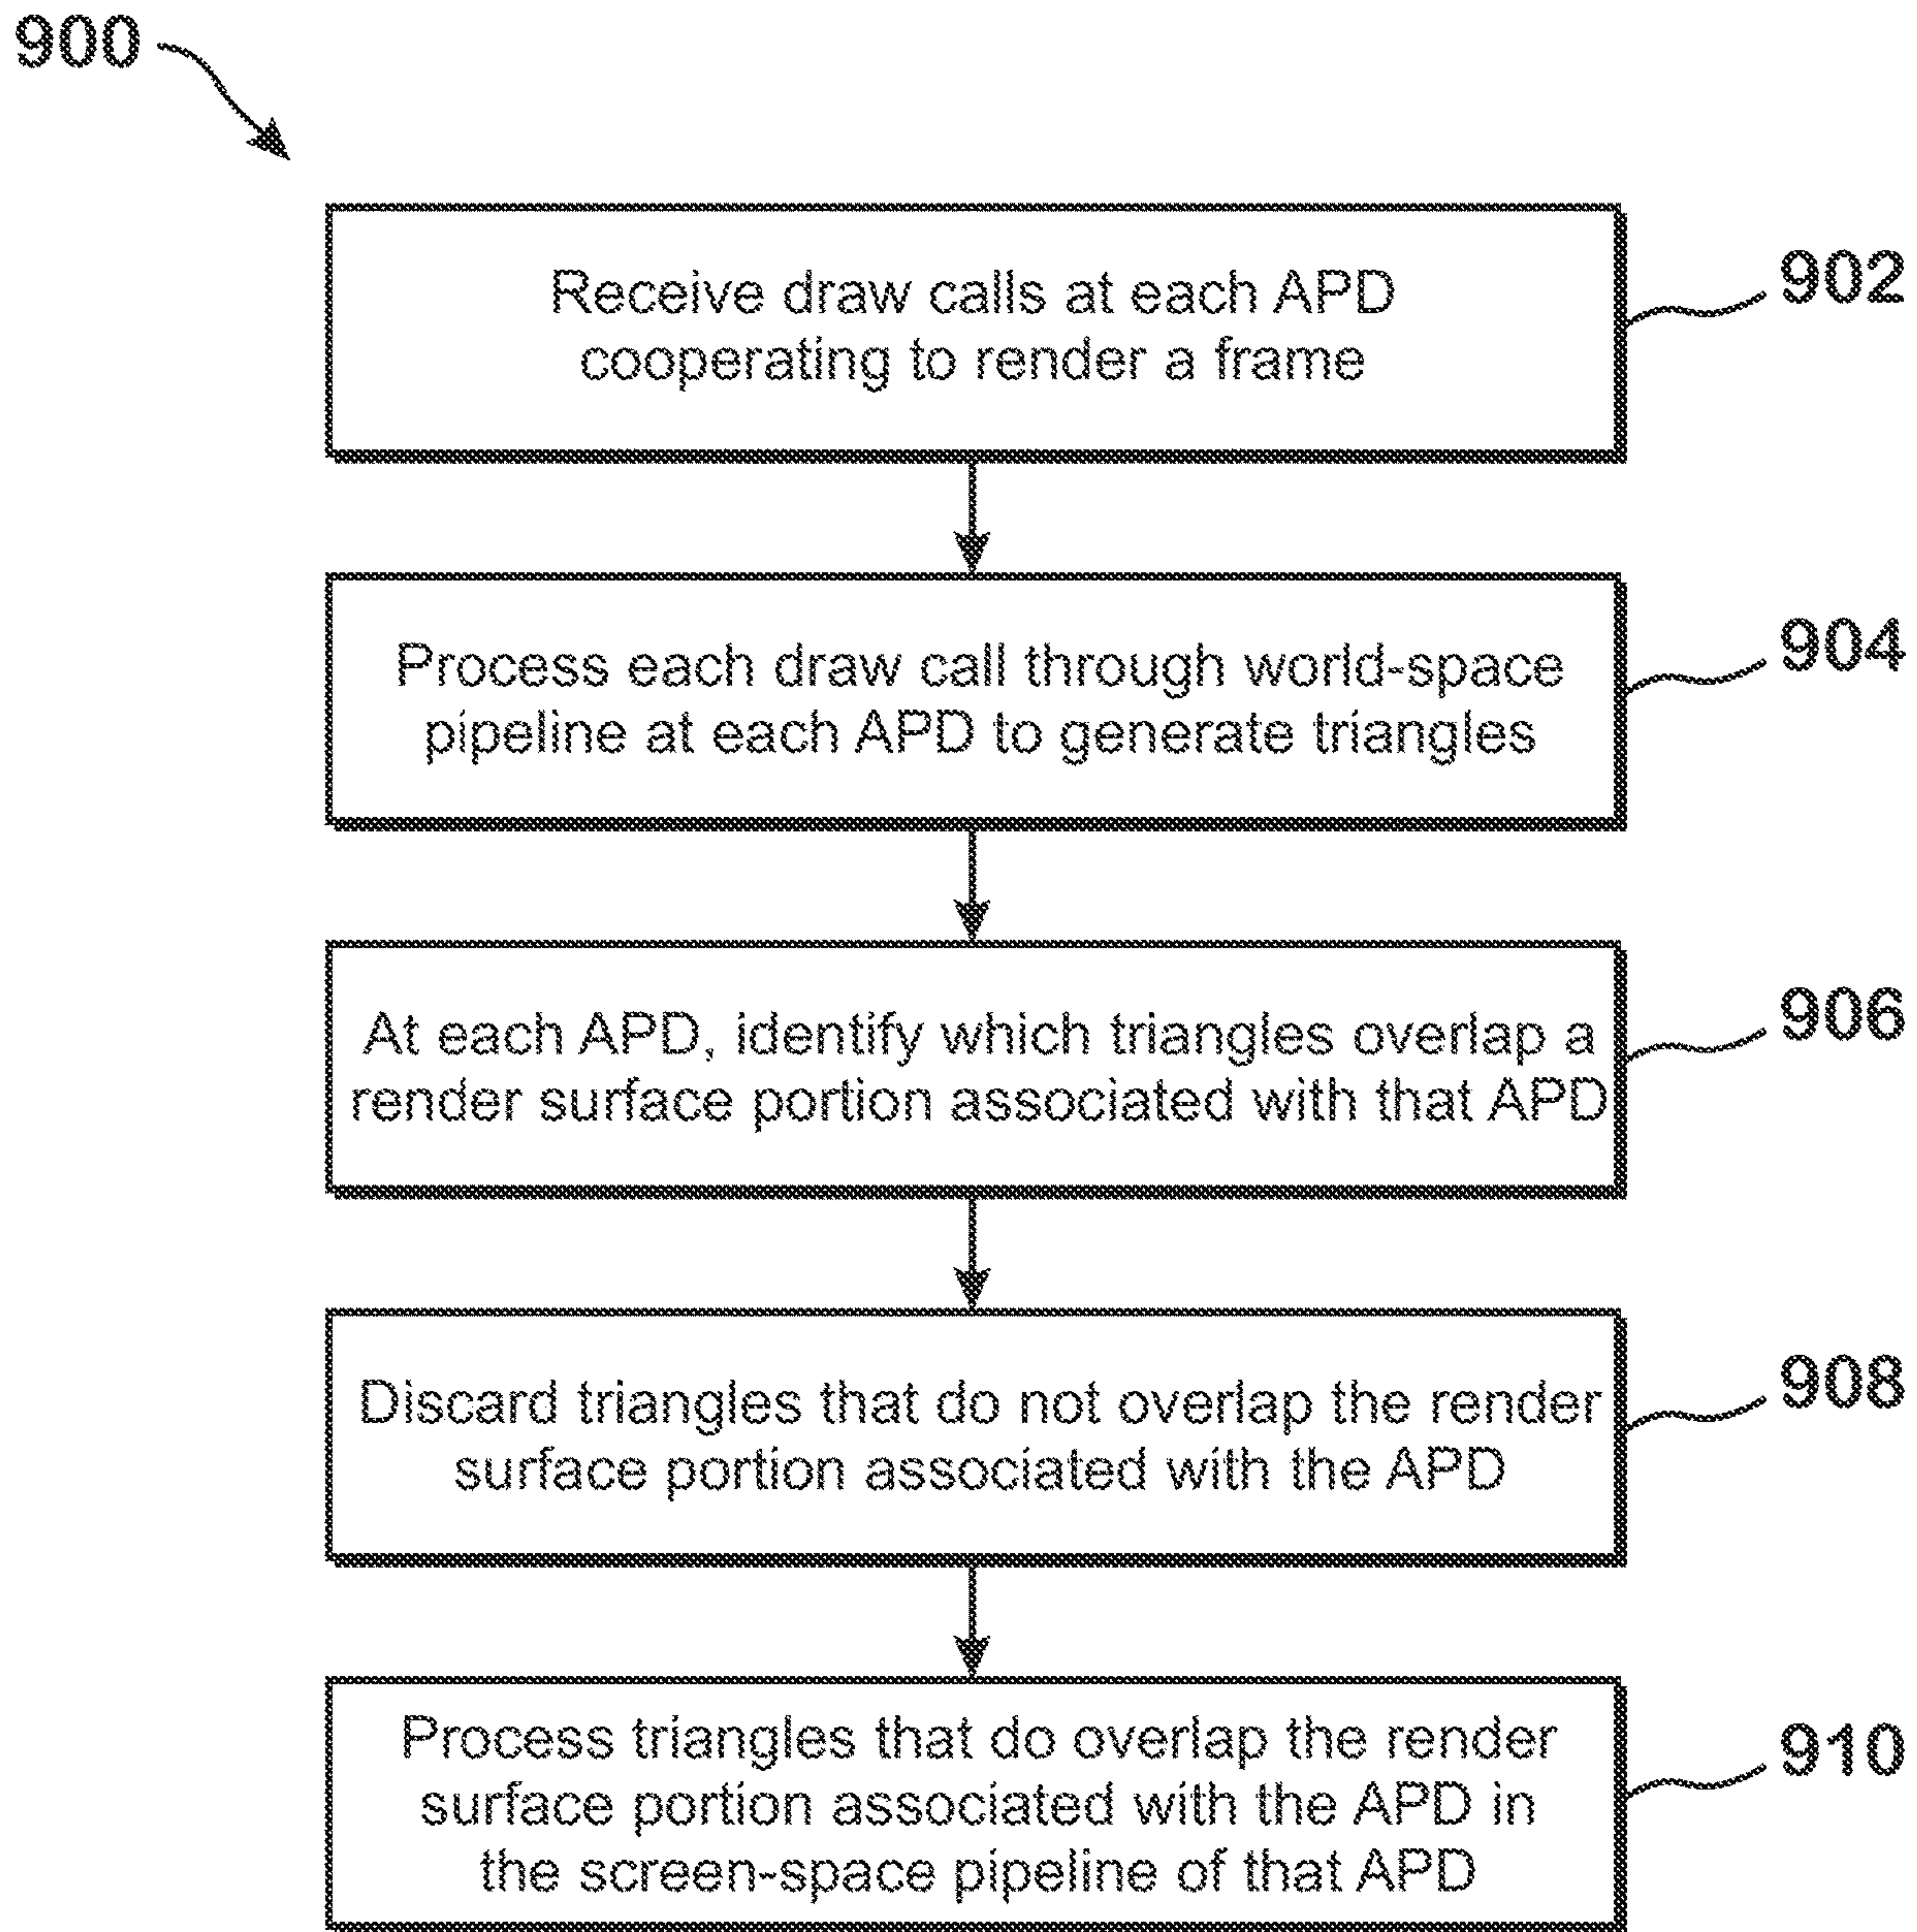 900
Receive draw calls at each APD
cooperating to render a frame
902
Process each draw call through world-space
pipeline at each APD to generate triangles
904
At each APD, identify which triangles overlap a
render surface portion associated with that APD
906
Discard triangles that do not overlap the render
surface portion associated with the APD
908
Process triangles that do overlap the render
surface portion associated with the APD in
the screen-space pipeline of that APD
910